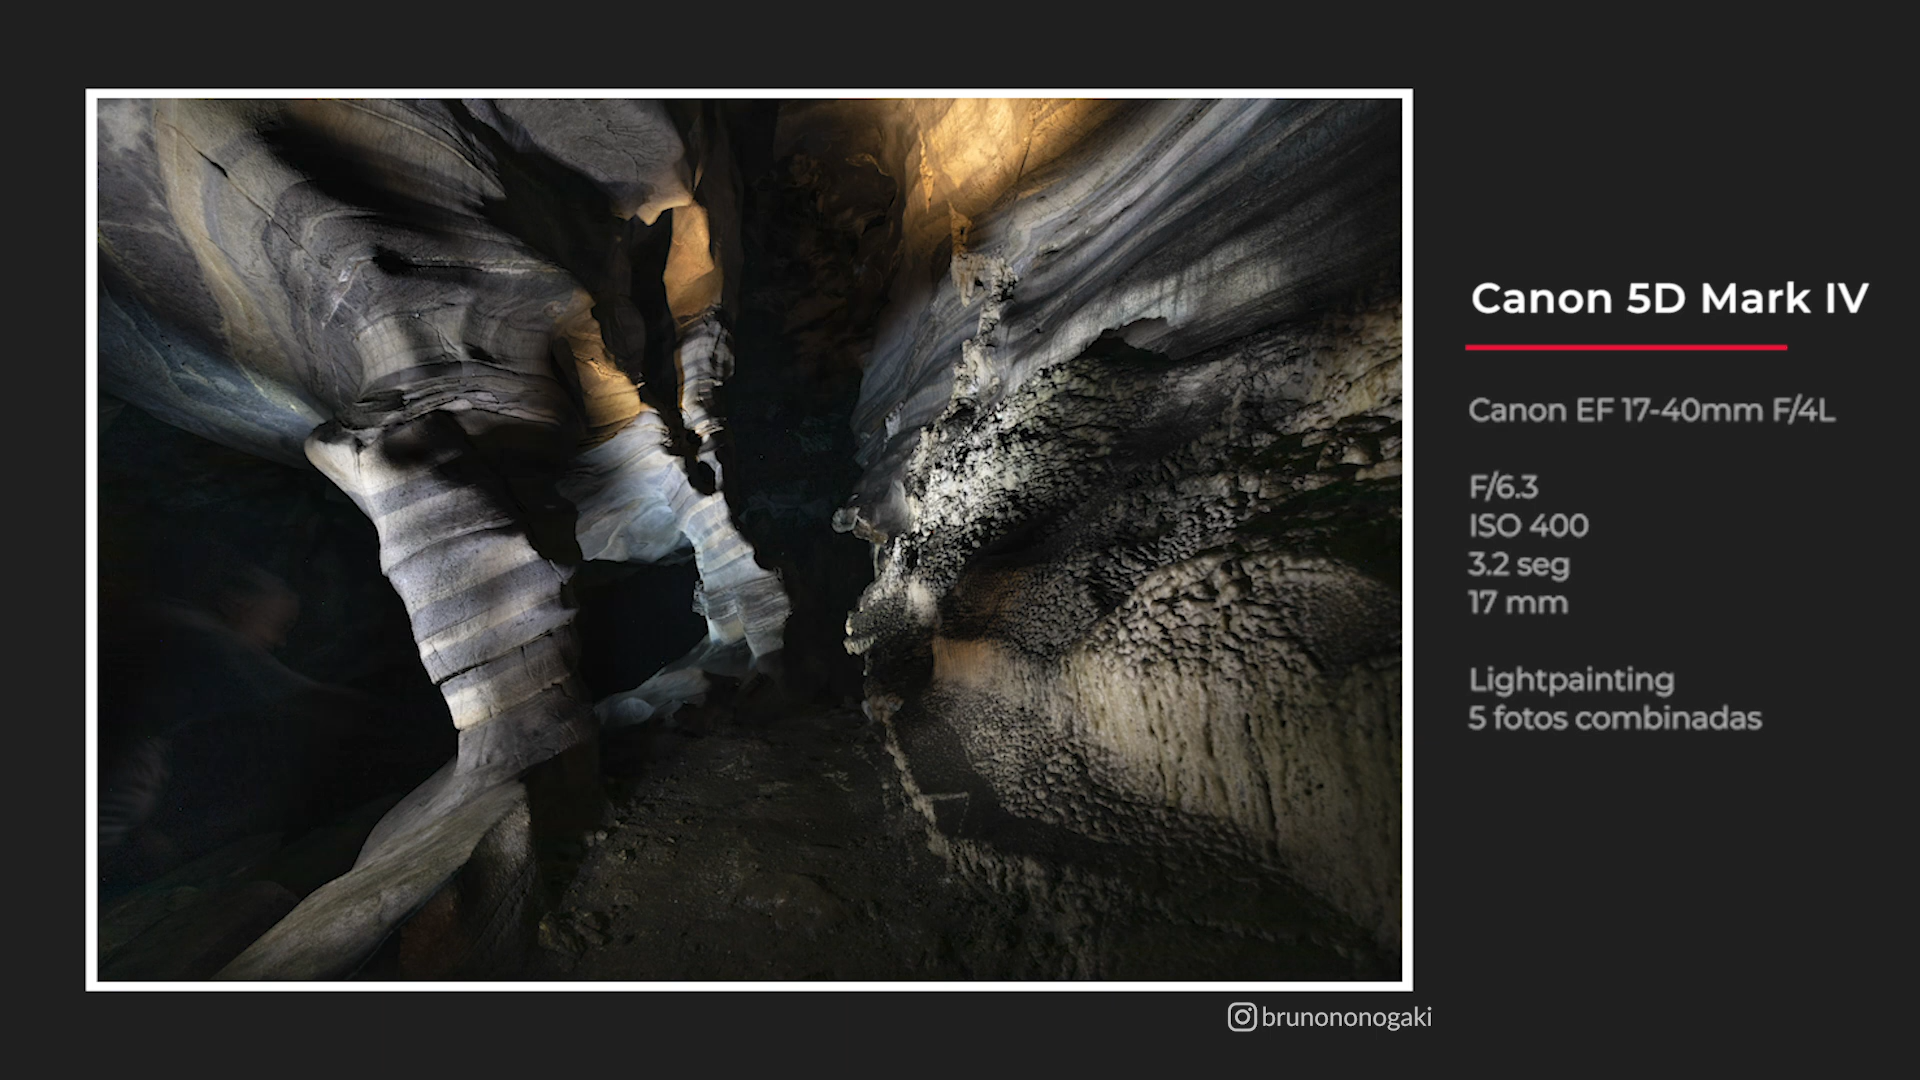 Canon 5D Mark IV
Canon EF 17-40mm F/4L
F/6.3
ISO 400
3.2 seg
17 mm
Lightpainting
5 fotos combinadas
brunononogaki